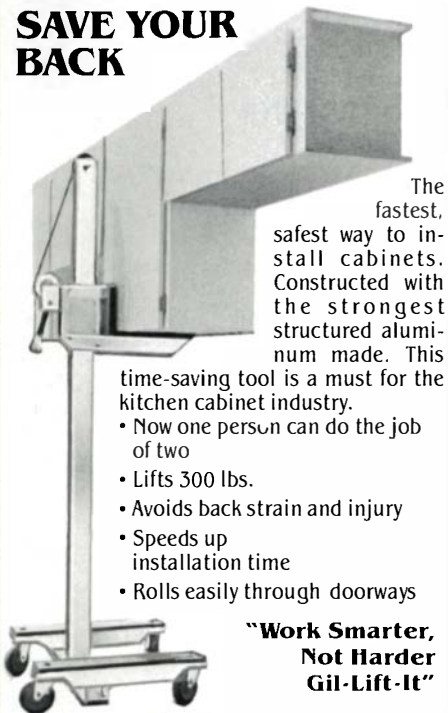 SAVE YOUR
BACK
The
fastest,
safest way to in-
stall cabinets.
Constructed with
the strongest
structured alumi-
num made. This
time-saving tool is a must for the
kitchen cabinet industry.
• Now one person can do the job
of two
• Lifts 300 lbs.
• Avoids back strain and injury
• Speeds up
installation time
• Rolls easily through doorways
"Work Smarter,
Not Harder
Gil-Lift-It"